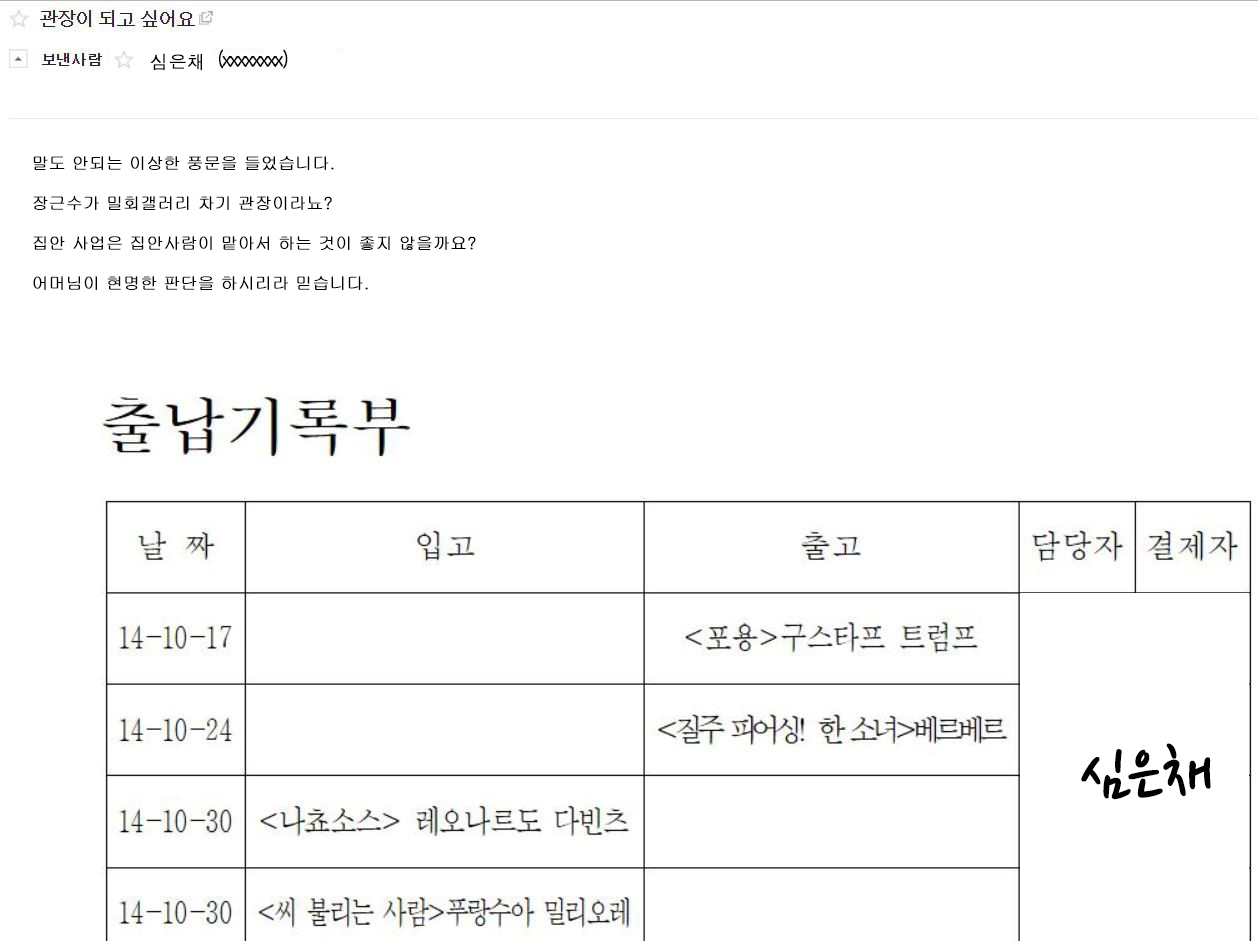 관장이 되고 싶어요
보낸사람 심은채 (xxxxxxxx)
말도 안되는 이상한 풍문을 들었습니다.
장근수가 밀회갤러리 차기 관장이라뇨?
집안 사업은 집안사람이 맡아서 하는 것이 좋지 않을까요?
어머님이 현명한 판단을 하시리라 믿습니다.
출납기록부
날 짜 입고 출고 담당자 결제자
14-10-17 <포용>구스타프 트럼프
14-10-24 <질주 피어싱! 한 소녀>베르베르
심은채
14-10-30 <나쵸소스> 레오나르도 다빈츠
14-10-30 <씨 불리는 사람>푸랑수아 밀리오레